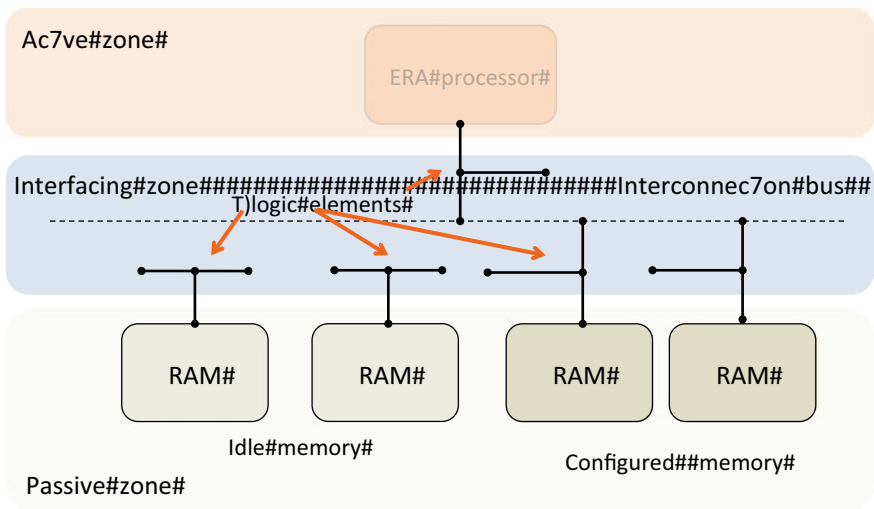 Ac7ve#zone#
ERA#processor#
Interfacing#zone###############################Interconnec7on#bus##
T)logic#elements#
RAM# RAM# RAM# RAM#
Idle#memory#
Configured##memory#
Passive#zone#